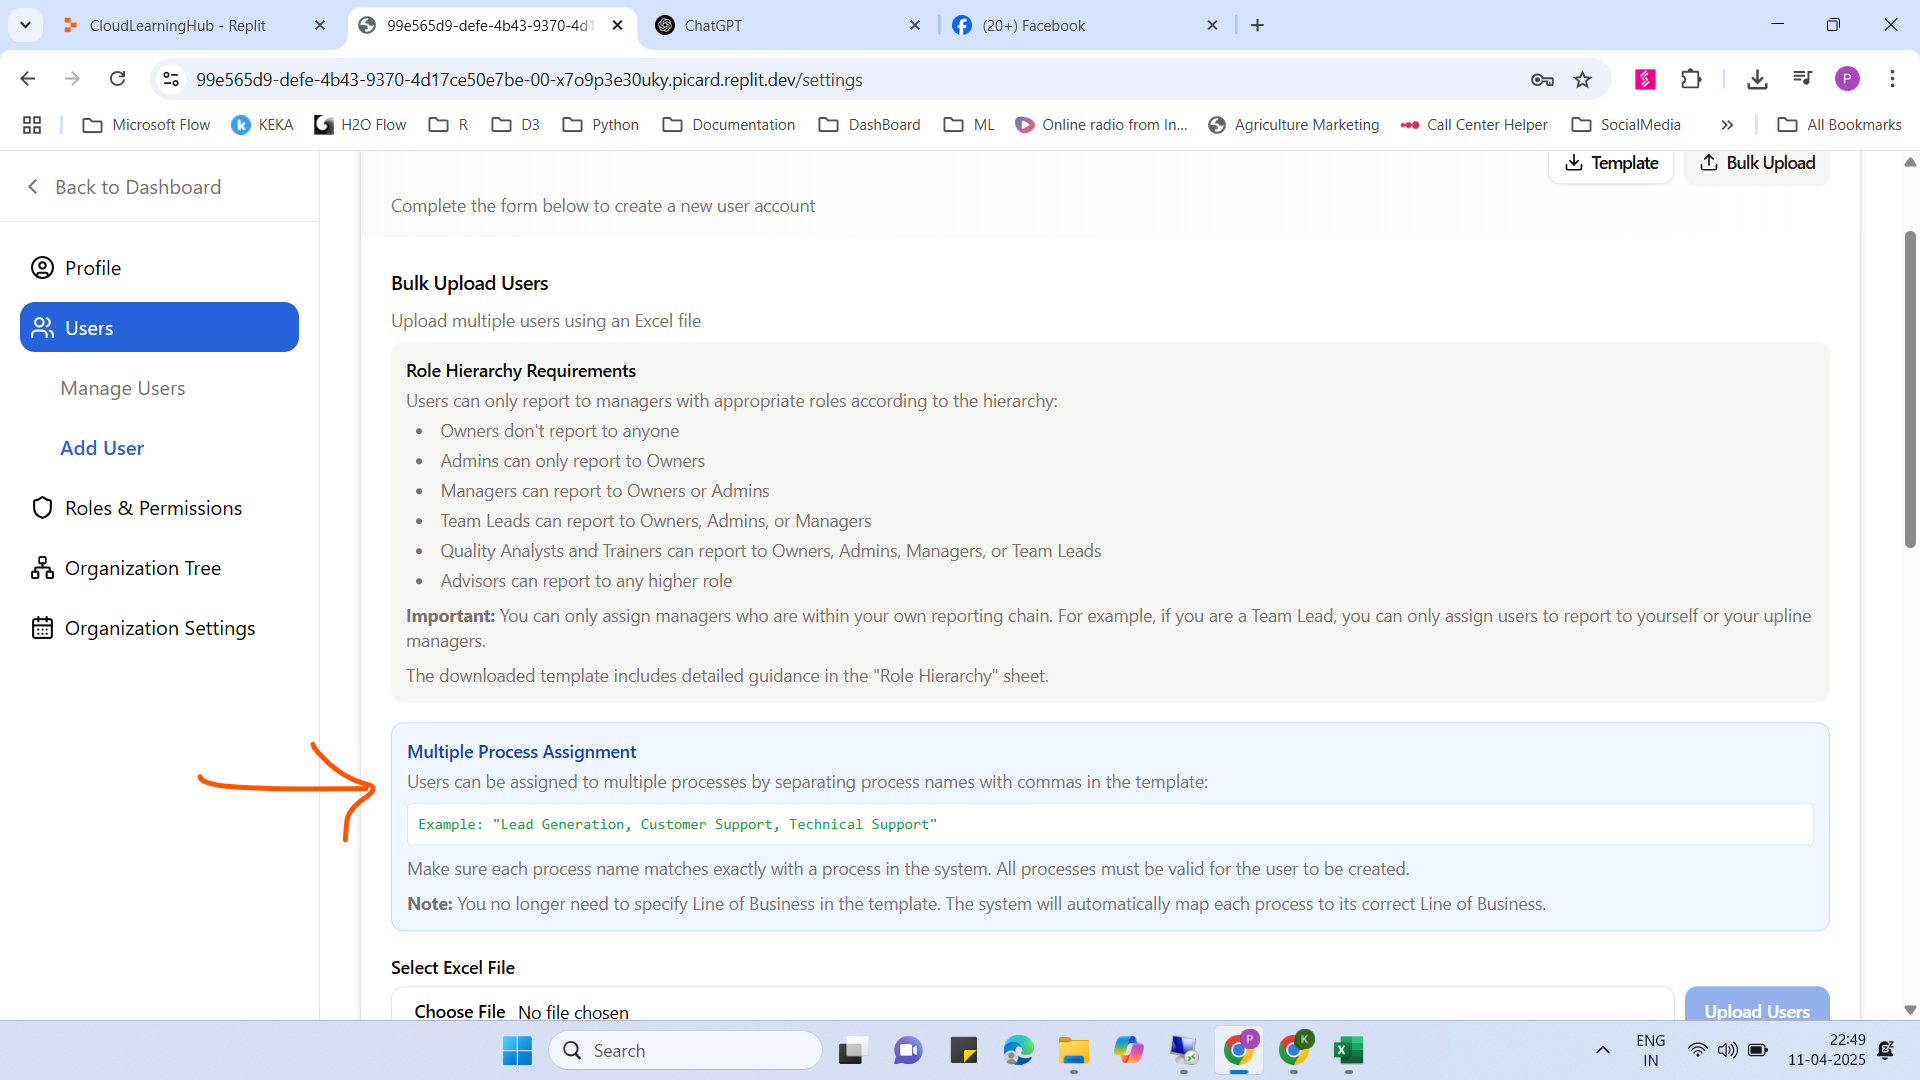 CloudLearningHub - Replit
99e565d9-defe-4b43-9370-4d1
ChatGPT
(20+) Facebook
99e565d9-defe-4b43-9370-4d17ce50e7be-00-x7o9p3e30uky.picard.replit.dev/settings
P
Microsoft Flow
KEKA
H2O Flow
R
D3
Python
Documentation
DashBoard
ML
Online radio from In...
Agriculture Marketing
Call Center Helper
SocialMedia
All Bookmarks
Back to Dashboard
Template
Bulk Upload
Complete the form below to create a new user account
Profile
Users
Manage Users
Add User
Roles & Permissions
Organization Tree
Organization Settings
Bulk Upload Users
Upload multiple users using an Excel file
Role Hierarchy Requirements
Users can only report to managers with appropriate roles according to the hierarchy:
Owners don't report to anyone
Admins can only report to Owners
Managers can report to Owners or Admins
Team Leads can report to Owners, Admins, or Managers
Quality Analysts and Trainers can report to Owners, Admins, Managers, or Team Leads
Advisors can report to any higher role
Important: You can only assign managers who are within your own reporting chain. For example, if you are a Team Lead, you can only assign users to report to yourself or your upline
managers.
The downloaded template includes detailed guidance in the "Role Hierarchy" sheet.
Multiple Process Assignment
Users can be assigned to multiple processes by separating process names with commas in the template:
Example: "Lead Generation, Customer Support, Technical Support"
Make sure each process name matches exactly with a process in the system. All processes must be valid for the user to be created.
Note: You no longer need to specify Line of Business in the template. The system will automatically map each process to its correct Line of Business.
Select Excel File
Choose File No file chosen
Upload Users
Search
P
K
ENG
IN
22:49
11-04-2025